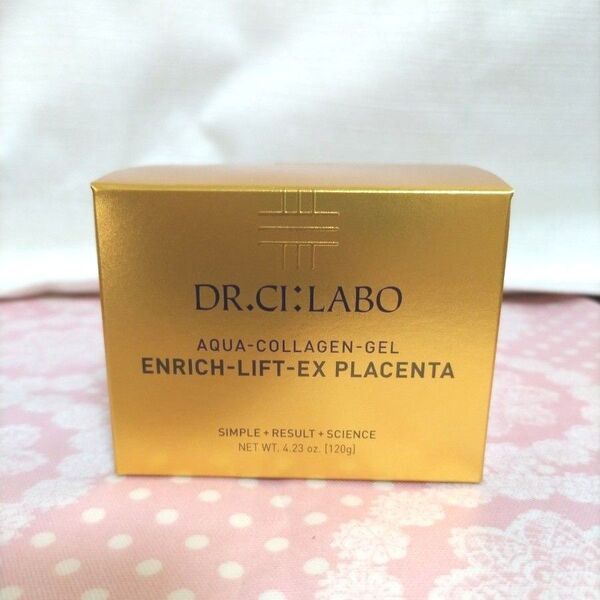 DR.CI:LABO
AQUA-COLLAGEN-GEL
ENRICH-LIFT-EX PLACENTA
SIMPLE + RESULT + SCIENCE
NET WT. 4.23 oz. [120g]